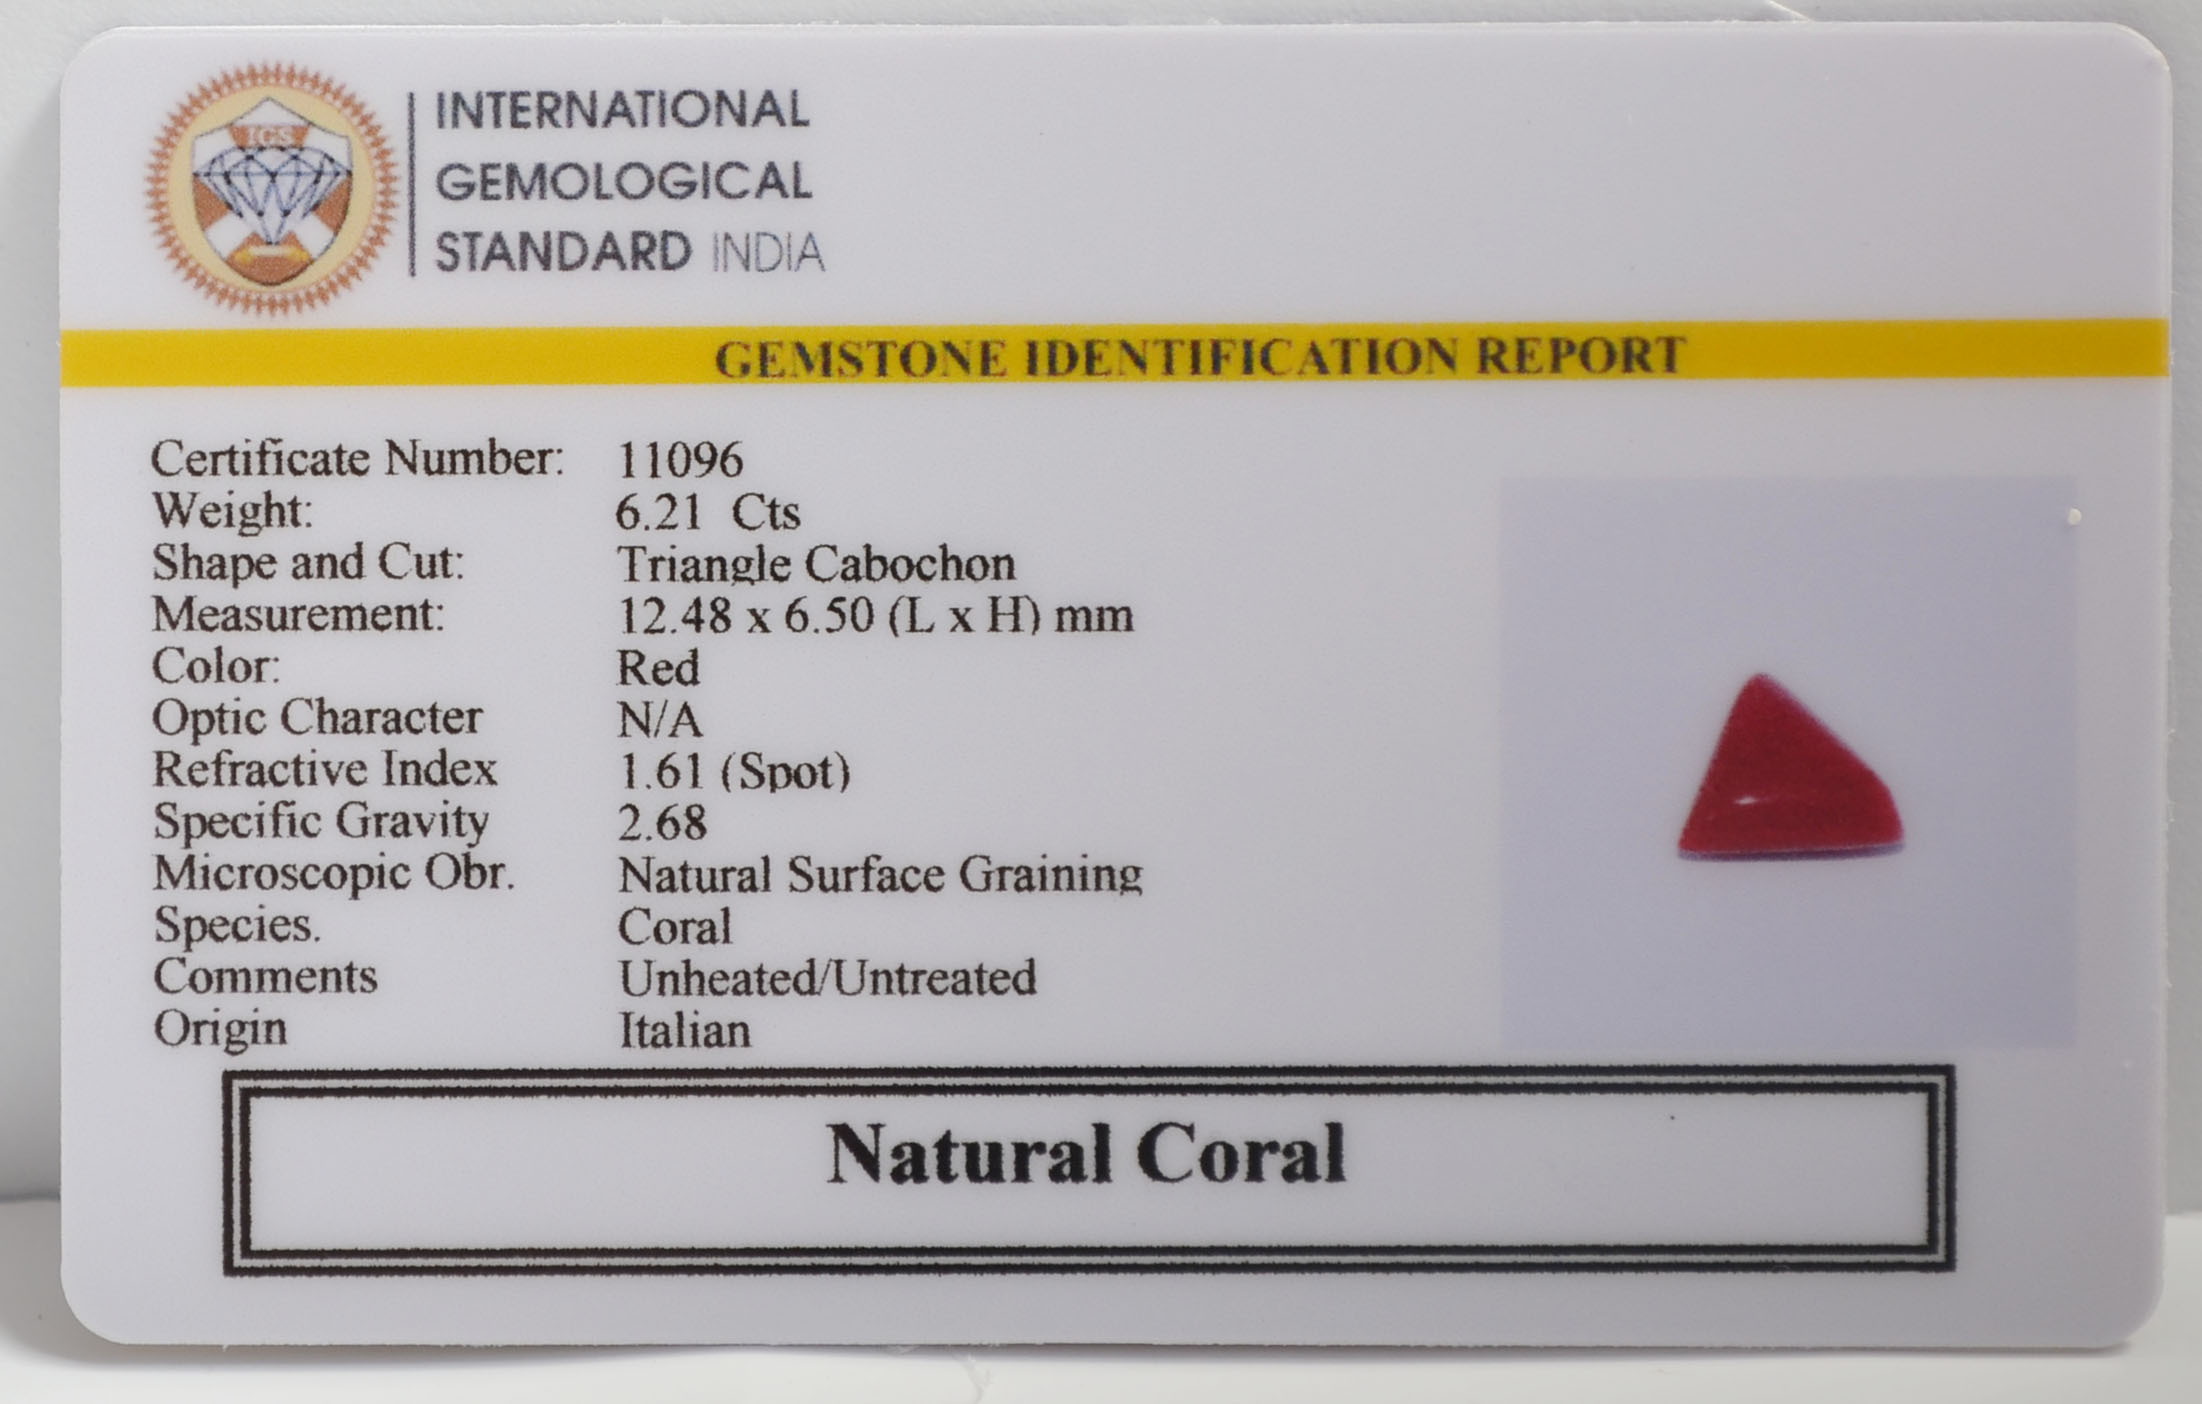 IGS
INTERNATIONAL
GEMOLOGICAL
STANDARD INDIA
GEMSTONE IDENTIFICATION REPORT
Certificate Number: 11096
Weight: 6.21 Cts
Shape and Cut: Triangle Cabochon
Measurement: 12.48 x 6.50 (L x H) mm
Color: Red
Optic Character N/A
Refractive Index 1.61 (Spot)
Specific Gravity 2.68
Microscopic Obr. Natural Surface Graining
Species. Coral
Comments Unheated/Untreated
Origin Italian
Natural Coral